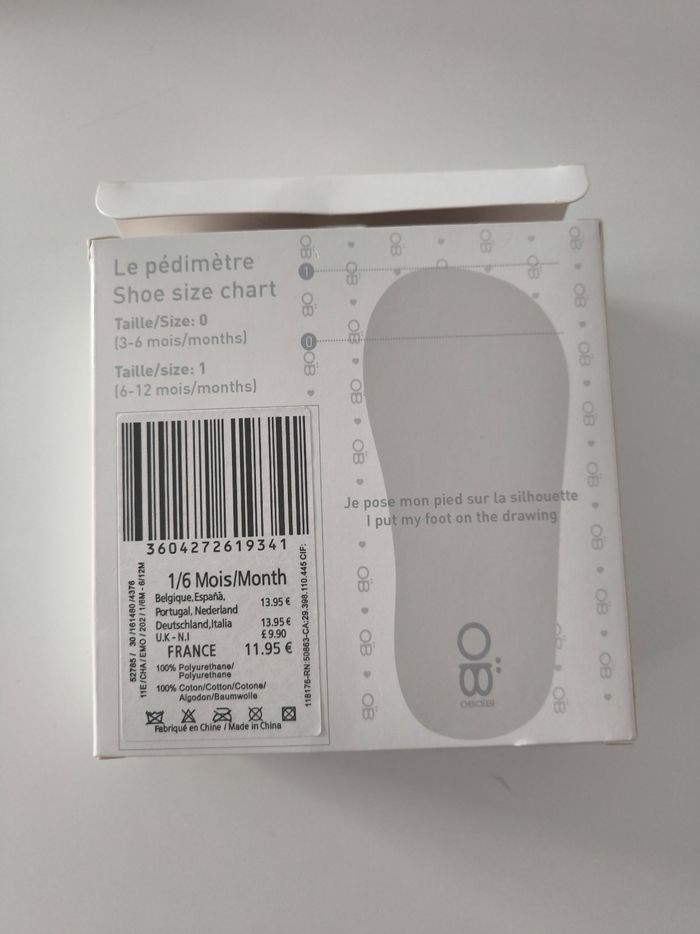 Le pédimètre
Shoe size chart
Taille/Size: 0
(3-6 mois/months)
Taille/size: 1
(6-12 mois/months)
1
0
Je pose mon pied sur la silhouette
I put my foot on the drawing
ÖB
OBAÏBI
3604272619341
1/6 Mois/Month
Belgique,España,
Portugal, Nederland 13.95 €
Deutschland,Italia 13.95 €
U.K - N.I £ 9.90
FRANCE 11.95 €
100% Polyurethane/
Polyurethane
100% Coton/Cotton/Cotone/
Algodon/Baumwolle
Fabriqué en Chine / Made in China
52785 / 30 /161480 /4376
11E /CHA / EMO / 202 / 1/6M - 6/12M
118176-RN:50863-CA:29.398.110.445 CIF: